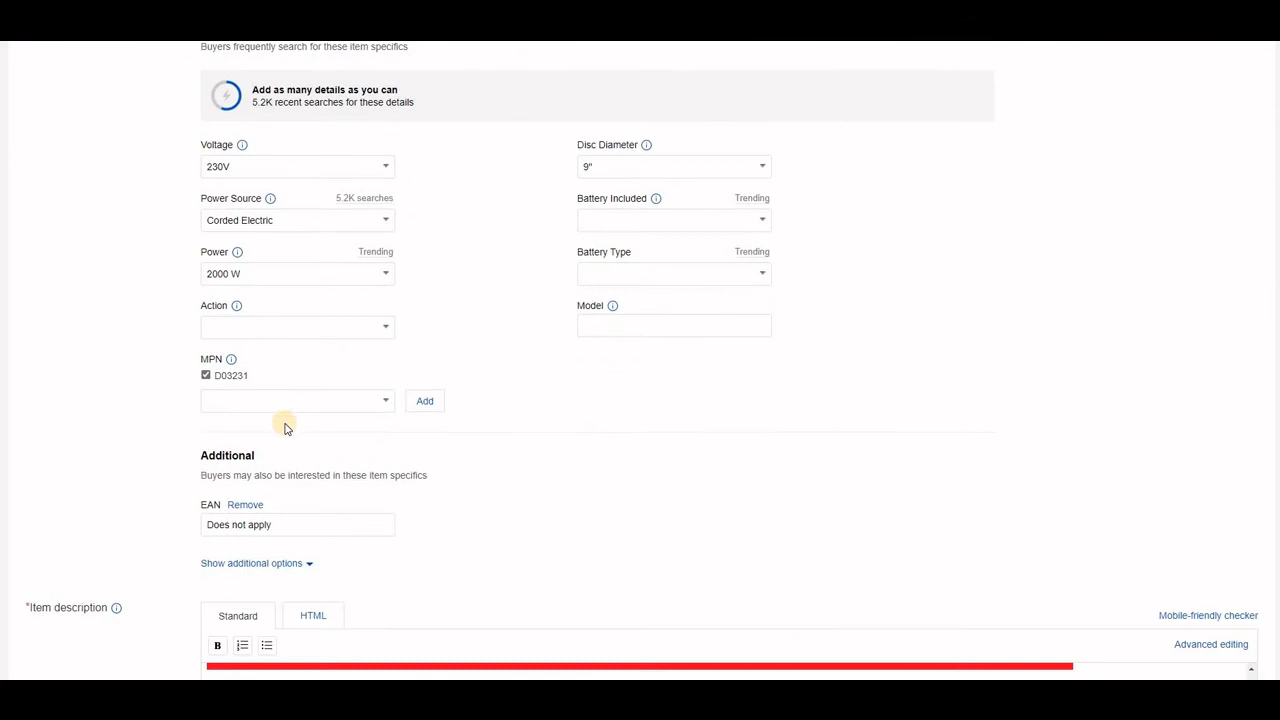 Buyers frequently search for these item specifics
Add as many details as you can
5.2K recent searches for these details
Voltage
230V
Disc Diameter
9"
Power Source
5.2K searches
Corded Electric
Battery Included
Trending
Power
Trending
2000 W
Battery Type
Trending
Action
Model
MPN
D03231
Add
Additional
Buyers may also be interested in these item specifics
EAN Remove
Does not apply
Show additional options
*Item description
Standard
HTML
Mobile-friendly checker
B
Advanced editing